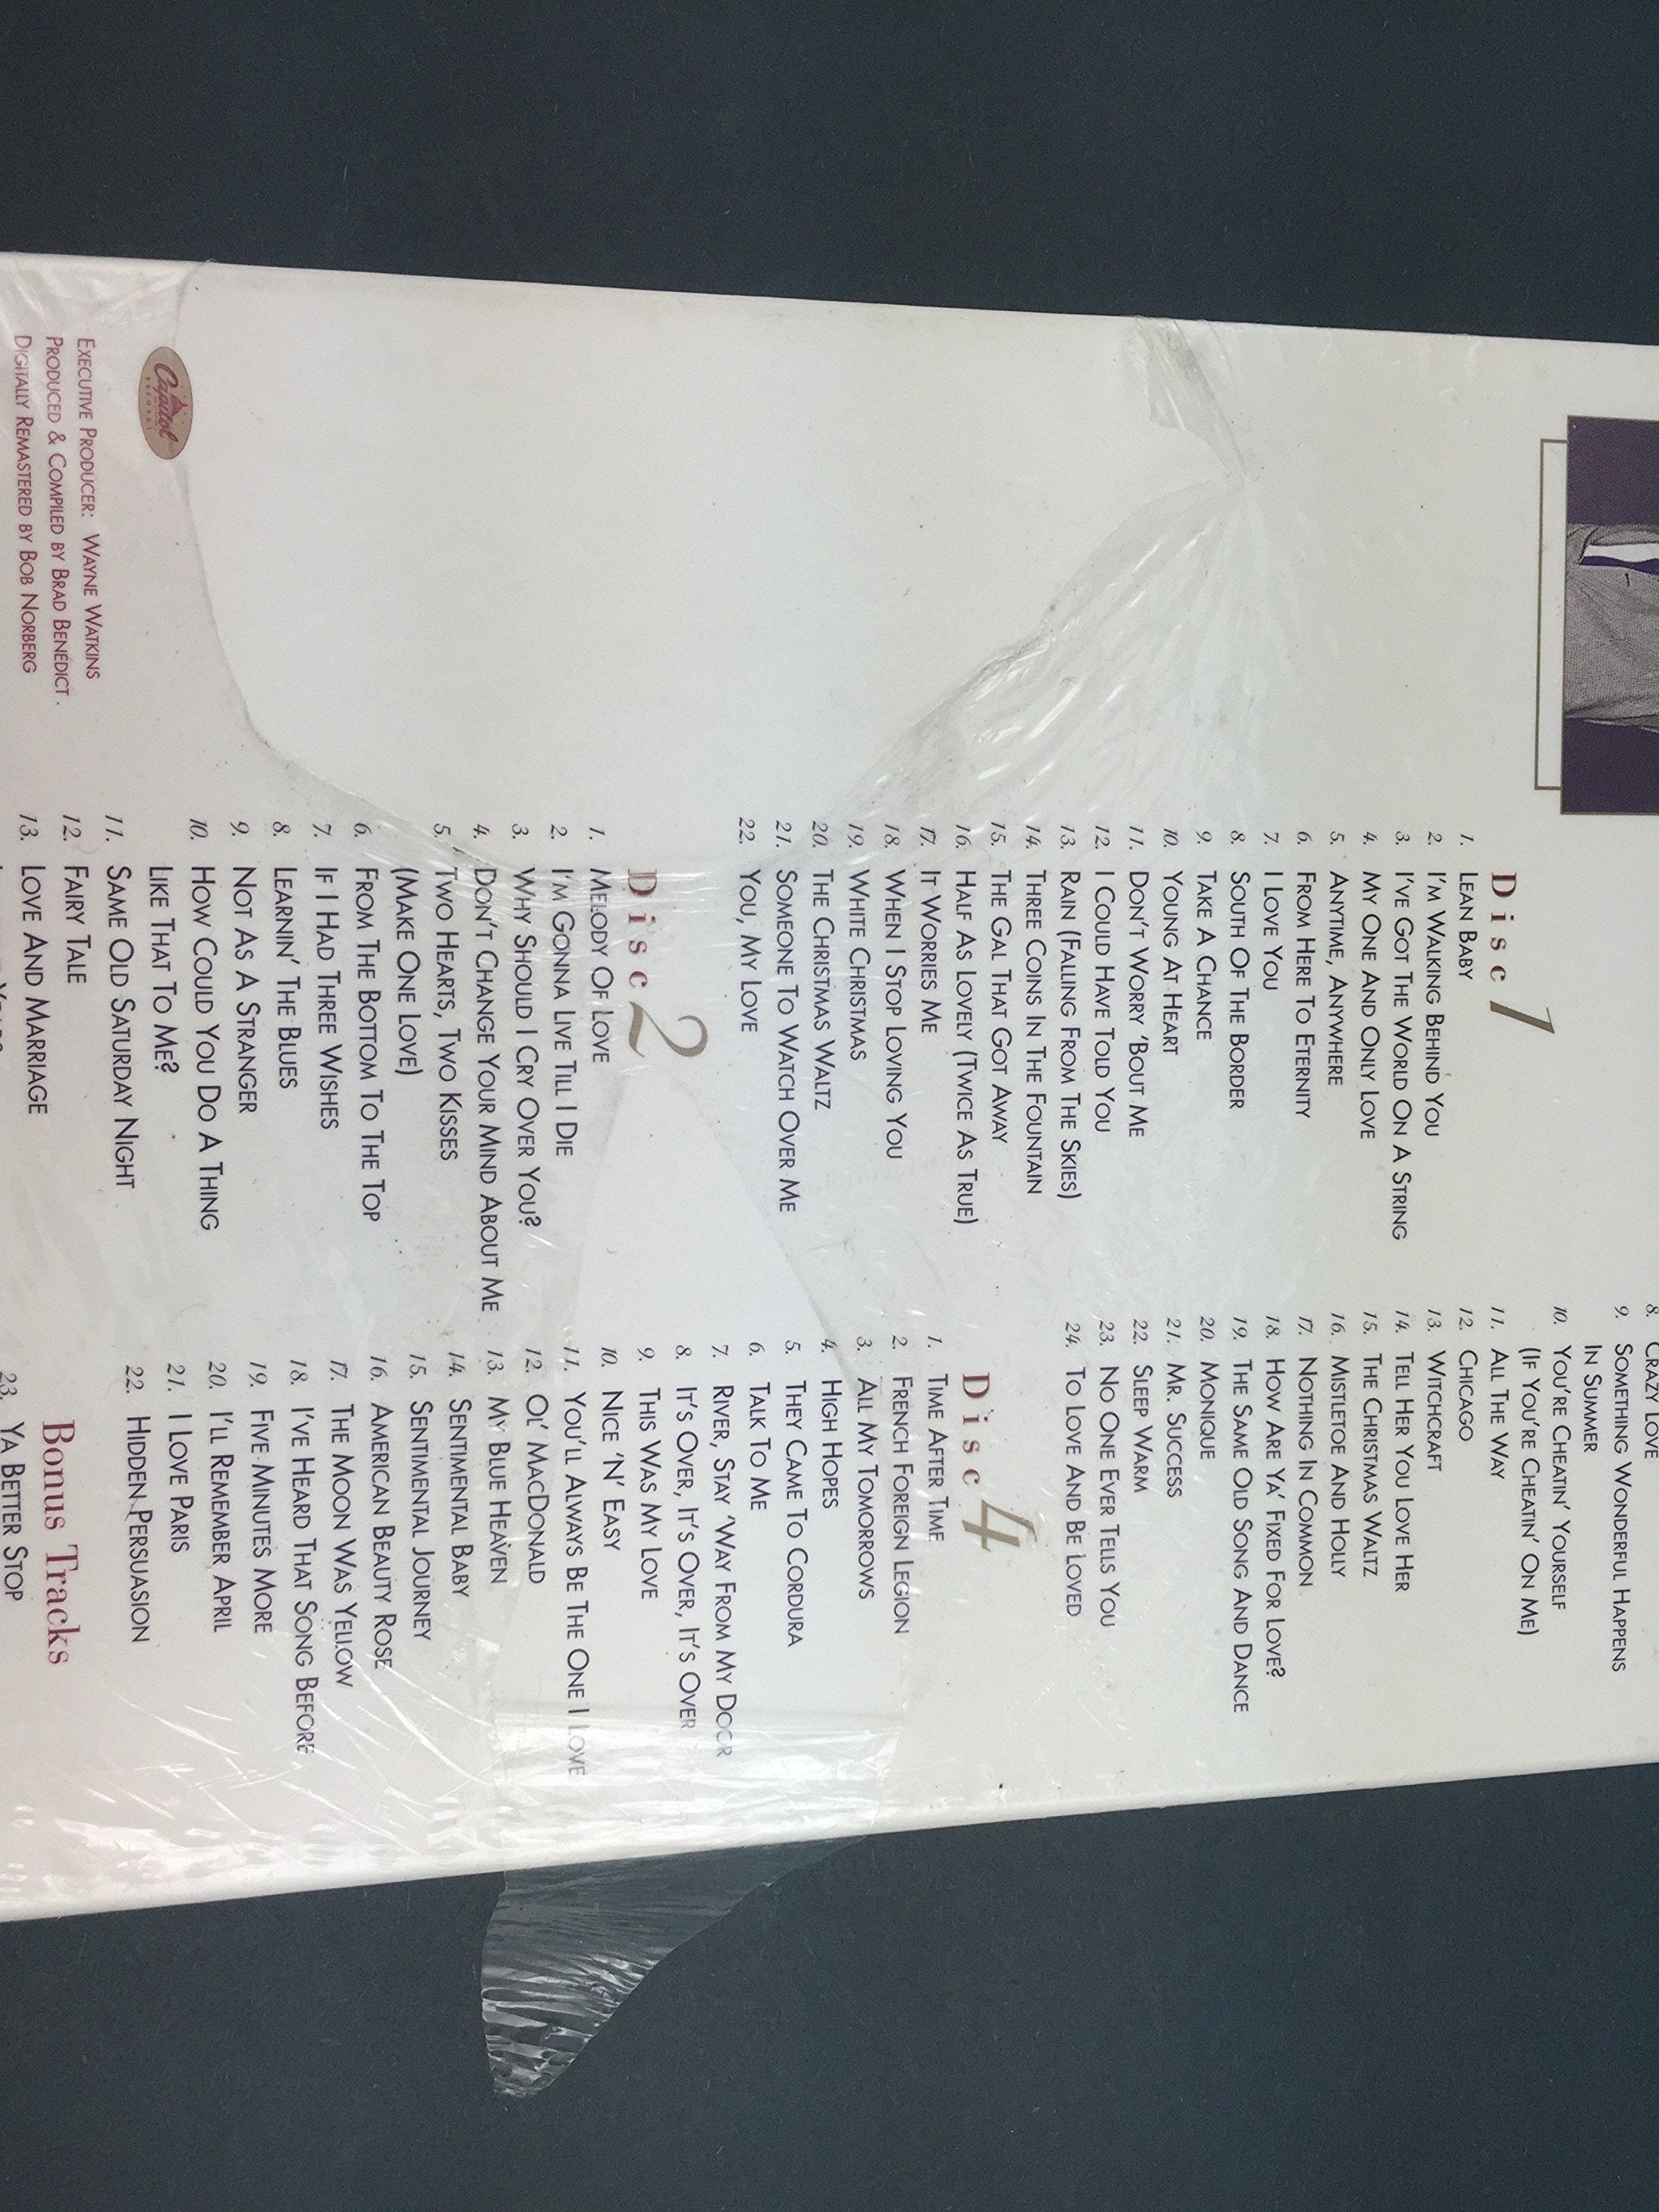 Disc 1
1. LEAN BABY
2. I'M WALKING BEHIND YOU
3. I'VE GOT THE WORLD ON A STRING
4. MY ONE AND ONLY LOVE
5. ANYTIME, ANYWHERE
6. FROM HERE TO ETERNITY
7. I LOVE YOU
8. SOUTH OF THE BORDER
9. TAKE A CHANCE
10. YOUNG AT HEART
11. DON'T WORRY 'BOUT ME
12. I COULD HAVE TOLD YOU
13. RAIN (FALLING FROM THE SKIES)
14. THREE COINS IN THE FOUNTAIN
15. THE GAL THAT GOT AWAY
16. HALF AS LOVELY (TWICE AS TRUE)
17. IT WORRIES ME
18. WHEN I STOP LOVING YOU
19. WHITE CHRISTMAS
20. THE CHRISTMAS WALTZ
21. SOMEONE TO WATCH OVER ME
22. YOU, MY LOVE
Disc 2
1. MELODY OF LOVE
2. I'M GONNA LIVE TILL I DIE
3. WHY SHOULD I CRY OVER YOU?
4. DON'T CHANGE YOUR MIND ABOUT ME
5. TWO HEARTS, TWO KISSES
(MAKE ONE LOVE)
6. FROM THE BOTTOM TO THE TOP
7. IF I HAD THREE WISHES
8. LEARNIN' THE BLUES
9. NOT AS A STRANGER
10. HOW COULD YOU DO A THING
LIKE THAT TO ME?
11. SAME OLD SATURDAY NIGHT
12. FAIRY TALE
13. LOVE AND MARRIAGE
8. CRAZY LOVE
9. SOMETHING WONDERFUL HAPPENS
IN SUMMER
10. YOU'RE CHEATIN' YOURSELF
(IF YOU'RE CHEATIN' ON ME)
11. ALL THE WAY
12. CHICAGO
13. WITCHCRAFT
14. TELL HER YOU LOVE HER
15. THE CHRISTMAS WALTZ
16. MISTLETOE AND HOLLY
17. NOTHING IN COMMON
18. HOW ARE YA' FIXED FOR LOVE?
19. THE SAME OLD SONG AND DANCE
20. MONIQUE
21. MR. SUCCESS
22. SLEEP WARM
23. NO ONE EVER TELLS YOU
24. TO LOVE AND BE LOVED
Disc 4
1. TIME AFTER TIME
2. FRENCH FOREIGN LEGION
3. ALL MY TOMORROWS
4. HIGH HOPES
5. THEY CAME TO CORDURA
6. TALK TO ME
7. RIVER, STAY 'WAY FROM MY DOOR
8. IT'S OVER, IT'S OVER, IT'S OVER
9. THIS WAS MY LOVE
10. NICE 'N' EASY
11. YOU'LL ALWAYS BE THE ONE I LOVE
12. OL' MACDONALD
13. MY BLUE HEAVEN
14. SENTIMENTAL BABY
15. SENTIMENTAL JOURNEY
16. AMERICAN BEAUTY ROSE
17. THE MOON WAS YELLOW
18. I'VE HEARD THAT SONG BEFORE
19. FIVE MINUTES MORE
20. I'LL REMEMBER APRIL
21. I LOVE PARIS
22. HIDDEN PERSUASION
Bonus Tracks
23. YA BETTER STOP
Capitol
RECORDS
EXECUTIVE PRODUCER: WAYNE WATKINS
PRODUCED & COMPILED BY BRAD BENEDICT
DIGITALLY REMASTERED BY BOB NORBERG